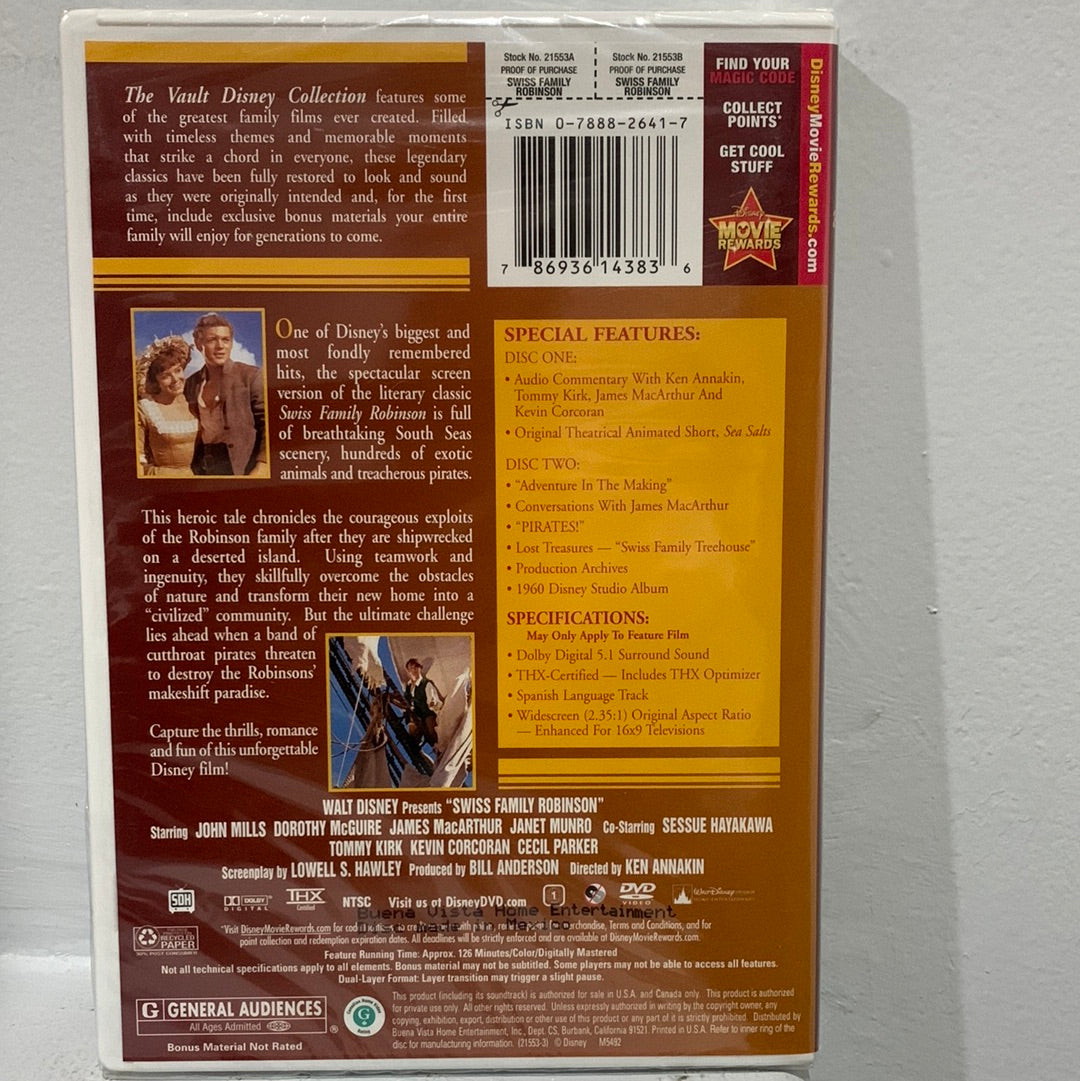 The Vault Disney Collection features some
of the greatest family films ever created. Filled
with timeless themes and memorable moments
that strike a chord in everyone, these legendary
classics have been fully restored to look and sound
as they were originally intended and, for the first
time, include exclusive bonus materials your entire
family will enjoy for generations to come.
Stock No. 21553A
PROOF OF PURCHASE
SWISS FAMILY
ROBINSON
Stock No. 21553B
PROOF OF PURCHASE
SWISS FAMILY
ROBINSON
ISBN 0-7888-2641-7
7 86936 14383 6
FIND YOUR
MAGIC CODE
COLLECT
POINTS*
GET COOL
STUFF
Disney
MOVIE
REWARDS
DisneyMovieRewards.com
One of Disney's biggest and
most fondly remembered
hits, the spectacular screen
version of the literary classic
Swiss Family Robinson is full
of breathtaking South Seas
scenery, hundreds of exotic
animals and treacherous pirates.
This heroic tale chronicles the courageous exploits
of the Robinson family after they are shipwrecked
on a deserted island. Using teamwork and
ingenuity, they skillfully overcome the obstacles
of nature and transform their new home into a
"civilized" community. But the ultimate challenge
lies ahead when a band of
cutthroat pirates threaten
to destroy the Robinsons'
makeshift paradise.
Capture the thrills, romance
and fun of this unforgettable
Disney film!
SPECIAL FEATURES:
DISC ONE:
• Audio Commentary With Ken Annakin,
Tommy Kirk, James MacArthur And
Kevin Corcoran
• Original Theatrical Animated Short, Sea Salts
DISC TWO:
• "Adventure In The Making"
• Conversations With James MacArthur
• "PIRATES!"
• Lost Treasures — "Swiss Family Treehouse"
• Production Archives
• 1960 Disney Studio Album
SPECIFICATIONS:
May Only Apply To Feature Film
• Dolby Digital 5.1 Surround Sound
• THX-Certified — Includes THX Optimizer
• Spanish Language Track
• Widescreen (2.35:1) Original Aspect Ratio
— Enhanced For 16x9 Televisions
WALT DISNEY Presents "SWISS FAMILY ROBINSON"
Starring JOHN MILLS DOROTHY McGUIRE JAMES MacARTHUR JANET MUNRO Co-Starring SESSUE HAYAKAWA
TOMMY KIRK KEVIN CORCORAN CECIL PARKER
Screenplay by LOWELL S. HAWLEY Produced by BILL ANDERSON Directed by KEN ANNAKIN
SDH DOLBY DIGITAL THX Certified NTSC Visit us at DisneyDVD.com 1 DVD VIDEO Walt Disney
Buena Vista Home Entertainment
Disc Made in Mexico
*Visit DisneyMovieRewards.com for merchandise, Terms and Conditions, and for
point collection and redemption expiration dates. All deadlines will be strictly enforced and are available at DisneyMovieRewards.com.
RECYCLED
PAPER
Feature Running Time: Approx. 126 Minutes/Color/Digitally Mastered
Not all technical specifications apply to all elements. Bonus material may not be subtitled. Some players may not be able to access all features.
Dual-Layer Format: Layer transition may trigger a slight pause.
G GENERAL AUDIENCES
All Ages Admitted
®
Bonus Material Not Rated
G
This product (including its soundtrack) is authorized for sale in U.S.A. and Canada only. This product is authorized
for private use only. All other rights reserved. Unless expressly authorized in writing by the copyright owner, any
copying, exhibition, export, distribution or other use of this product or any part of it is strictly prohibited. Distributed by
Buena Vista Home Entertainment, Inc., Dept. CS, Burbank, California 91521. Printed in U.S.A. Refer to inner ring of the
disc for manufacturing information. (21553-3) © Disney M5492